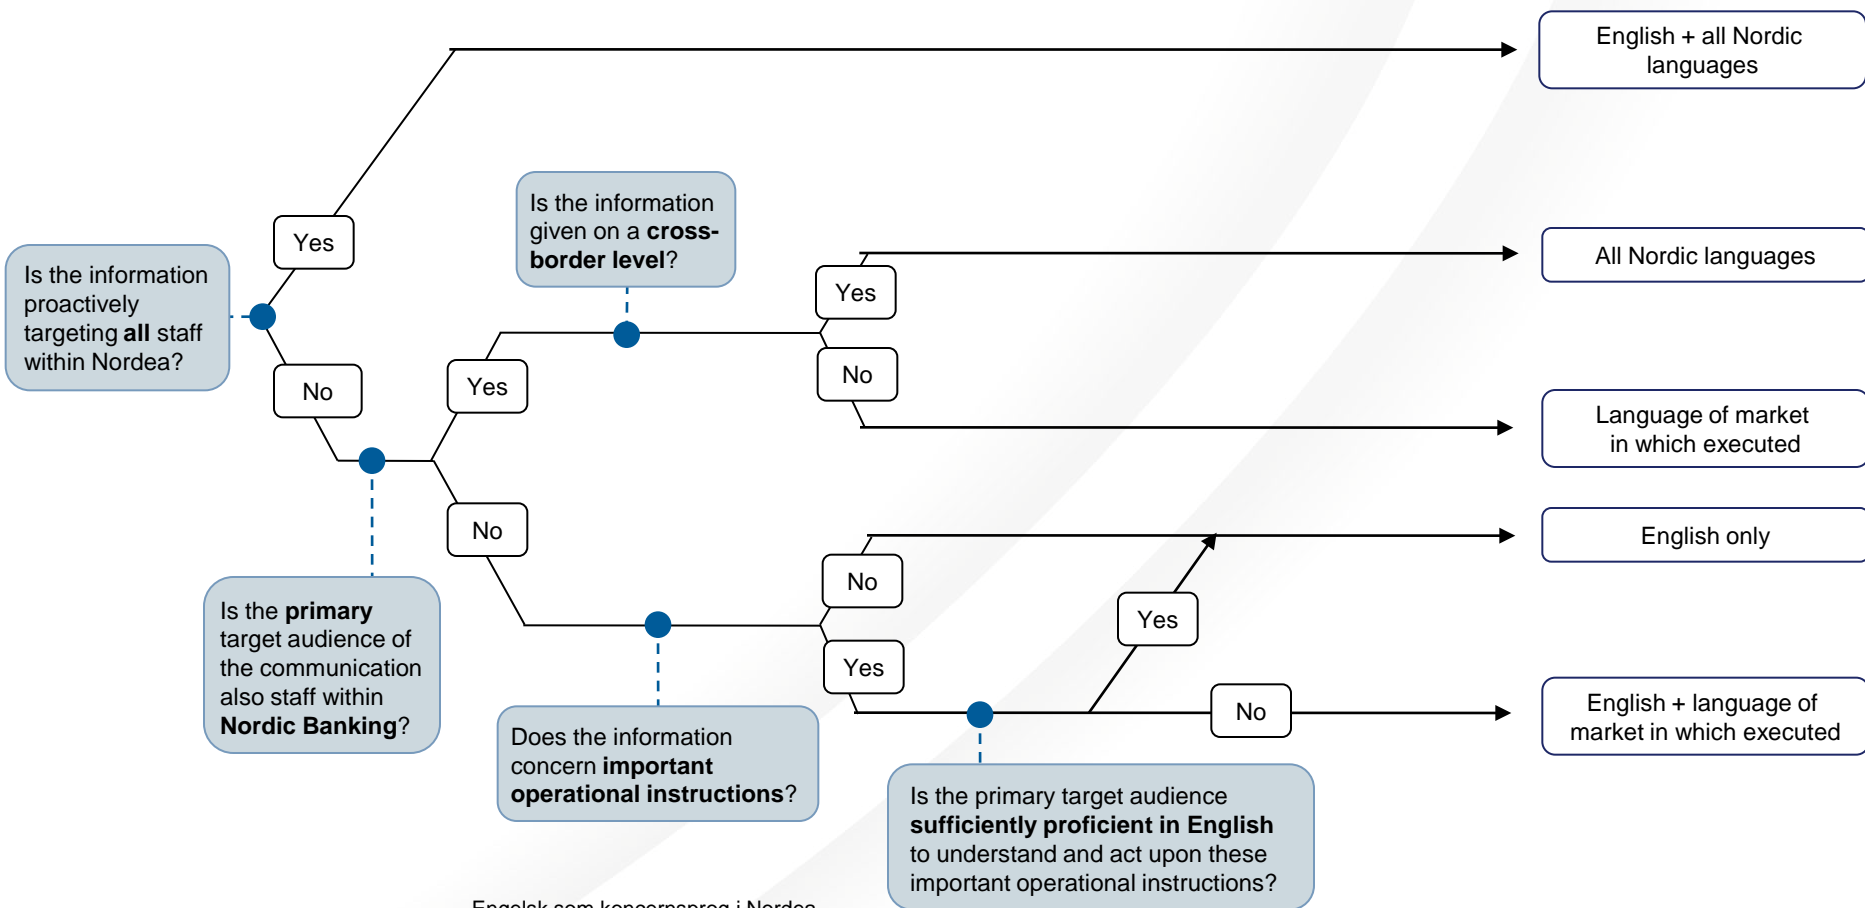 English + all Nordic
languages
Is the information
given on a cross-
border level?
Yes
Is the information
proactively
targeting all staff
within Nordea?
All Nordic languages
Yes
No
Yes
No
Language of market
in which executed
No
English only
No
Yes
Is the primary
target audience of
the communication
also staff within
Nordic Banking?
Yes
English + language of
market in which executed
No
Does the information
concern important
operational instructions?
Is the primary target audience
sufficiently proficient in English
to understand and act upon these
important operational instructions?
Engelsk som koncernsprog i Nordea